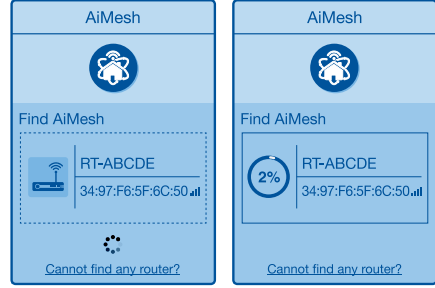 AiMesh
Find AiMesh
RT-ABCDE
34:97:F6:5F:6C:50
Cannot find any router?
AiMesh
Find AiMesh
2%
RT-ABCDE
34:97:F6:5F:6C:50
Cannot find any router?